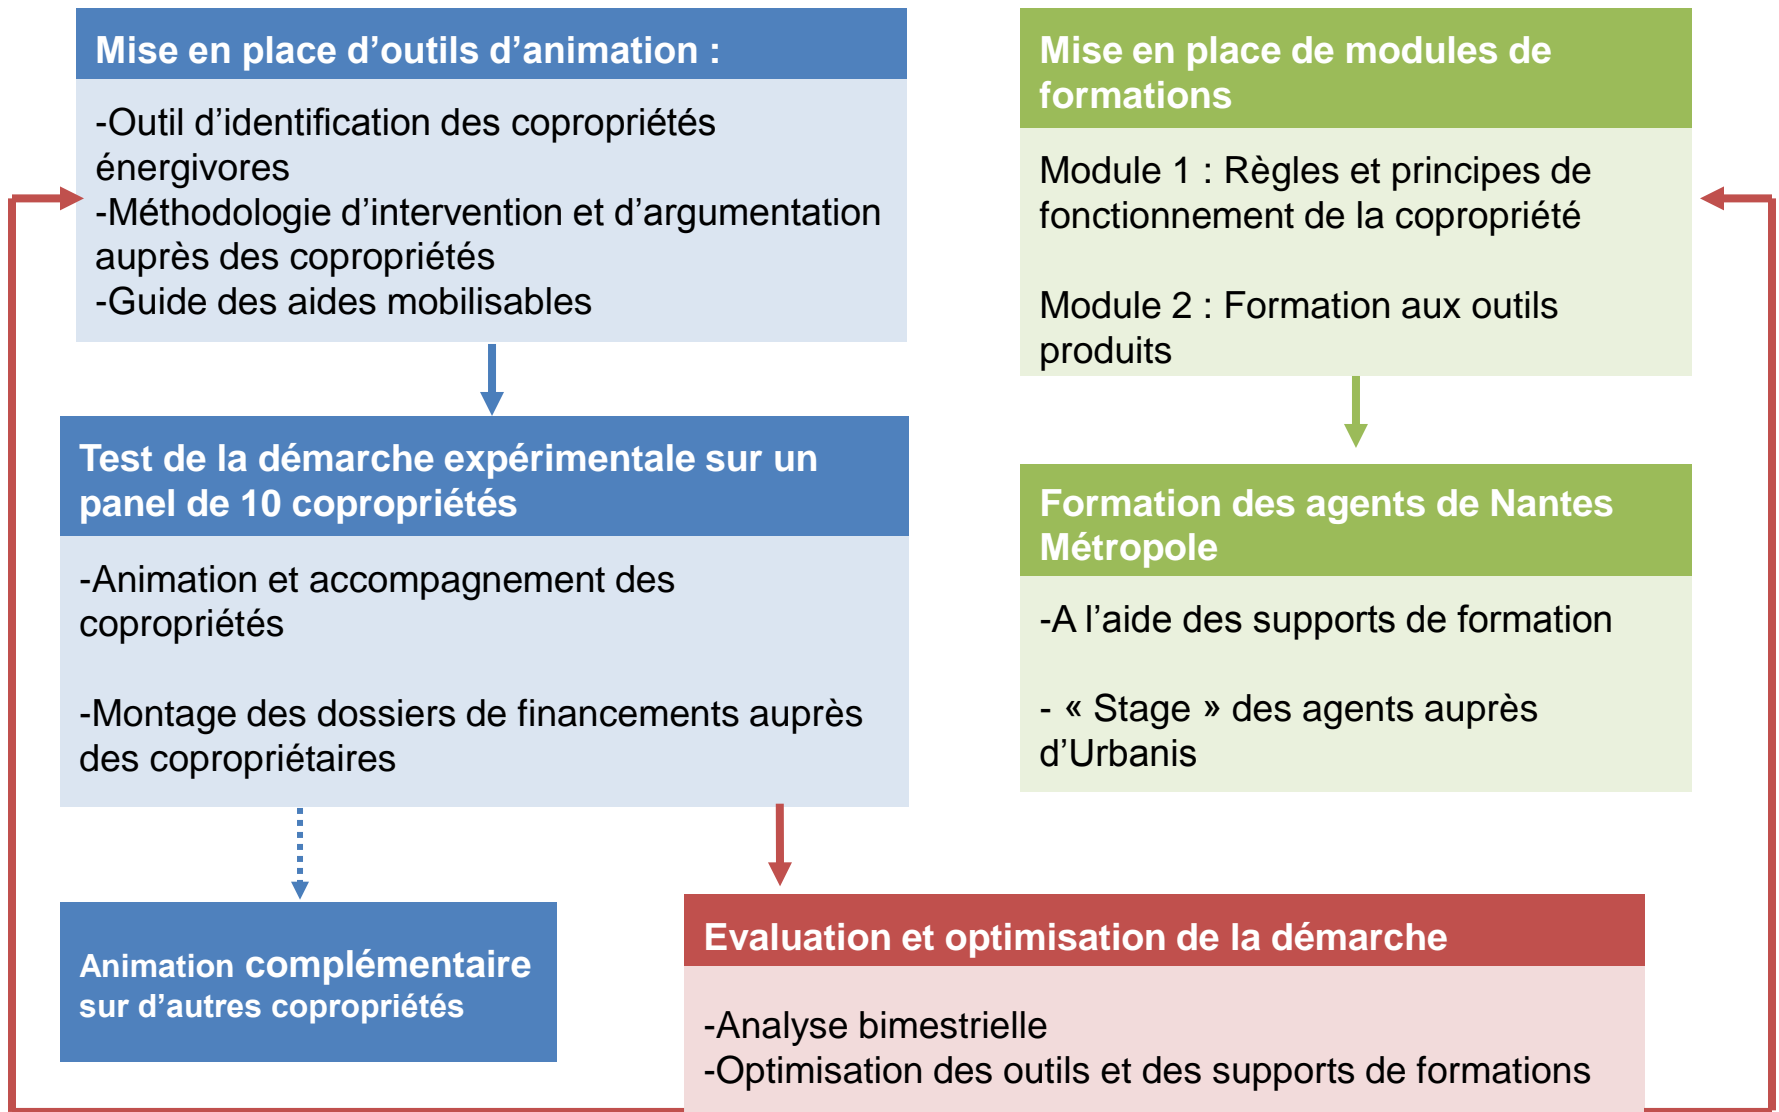 Mise en place d’outils d’animation :
-Outil d’identification des copropriétés
énergivores
-Méthodologie d’intervention et d’argumentation
auprès des copropriétés
-Guide des aides mobilisables
Test de la démarche expérimentale sur un
panel de 10 copropriétés
-Animation et accompagnement des
copropriétés
-Montage des dossiers de financements auprès
des copropriétaires
Animation complémentaire
sur d’autres copropriétés
Mise en place de modules de
formations
Module 1 : Règles et principes de
fonctionnement de la copropriété
Module 2 : Formation aux outils
produits
Formation des agents de Nantes
Métropole
-A l’aide des supports de formation
- « Stage » des agents auprès
d’Urbanis
Evaluation et optimisation de la démarche
-Analyse bimestrielle
-Optimisation des outils et des supports de formations